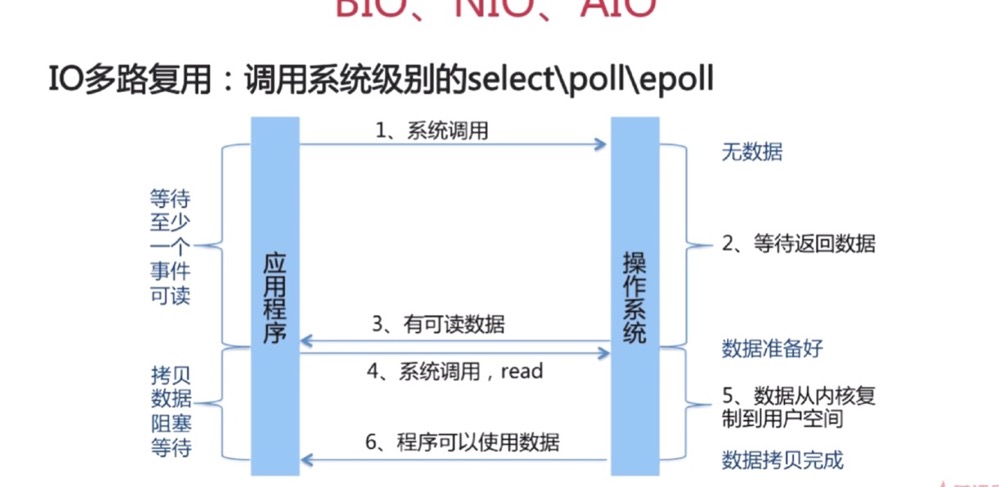 BIO、NIO、AIO
IO多路复用：调用系统级别的select\poll\epoll
1、系统调用
无数据
等待
至少
一个
事件
可读
2、等待返回数据
应用程序
操作系统
3、有可读数据
数据准备好
4、系统调用，read
拷贝
数据
阻塞
等待
5、数据从内核复
制到用户空间
6、程序可以使用数据
数据拷贝完成